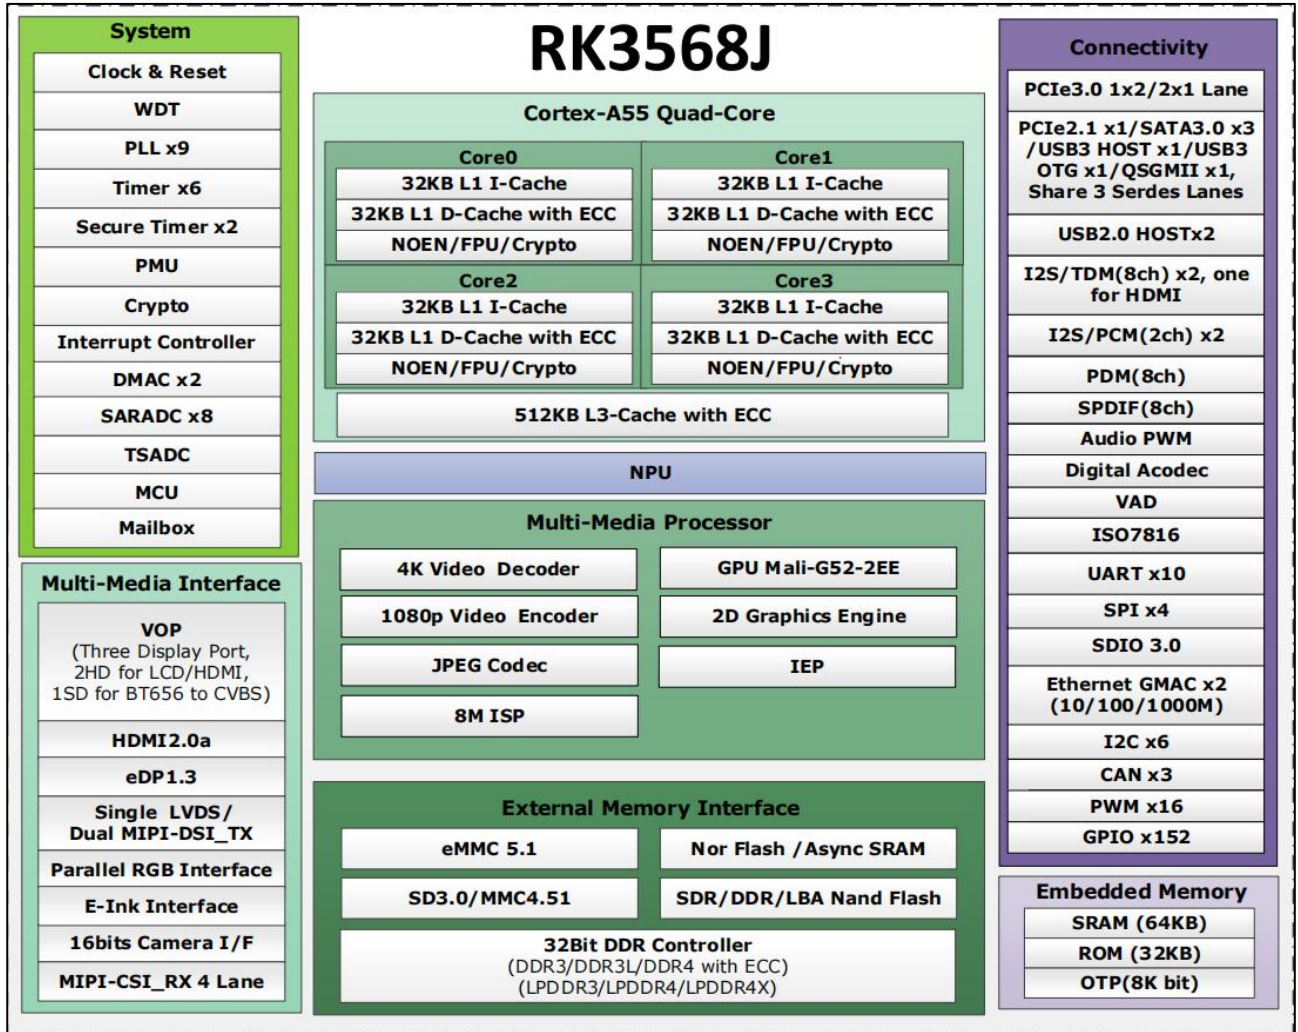 RK3568J
System
Clock & Reset
WDT
PLL x9
Timer x6
Secure Timer x2
PMU
Crypto
Interrupt Controller
DMAC x2
SARADC x8
TSADC
MCU
Mailbox
Multi-Media Interface
VOP
(Three Display Port,
2HD for LCD/HDMI,
1SD for BT656 to CVBS)
HDMI2.0a
eDP1.3
Single LVDS/
Dual MIPI-DSI_TX
Parallel RGB Interface
E-Ink Interface
16bits Camera I/F
MIPI-CSI_RX 4 Lane
Cortex-A55 Quad-Core
Core0
32KB L1 I-Cache
32KB L1 D-Cache with ECC
NOEN/FPU/Crypto
Core1
32KB L1 I-Cache
32KB L1 D-Cache with ECC
NOEN/FPU/Crypto
Core2
32KB L1 I-Cache
32KB L1 D-Cache with ECC
NOEN/FPU/Crypto
Core3
32KB L1 I-Cache
32KB L1 D-Cache with ECC
NOEN/FPU/Crypto
512KB L3-Cache with ECC
NPU
Multi-Media Processor
4K Video Decoder
1080p Video Encoder
JPEG Codec
8M ISP
GPU Mali-G52-2EE
2D Graphics Engine
IEP
External Memory Interface
eMMC 5.1
Nor Flash /Async SRAM
SD3.0/MMC4.51
SDR/DDR/LBA Nand Flash
32Bit DDR Controller
(DDR3/DDR3L/DDR4 with ECC)
(LPDDR3/LPDDR4/LPDDR4X)
Connectivity
PCIe3.0 1x2/2x1 Lane
PCIe2.1 x1/SATA3.0 x3
/USB3 HOST x1/USB3
OTG x1/QSGMII x1,
Share 3 Serdes Lanes
USB2.0 HOSTx2
I2S/TDM(8ch) x2, one
for HDMI
I2S/PCM(2ch) x2
PDM(8ch)
SPDIF(8ch)
Audio PWM
Digital Acodec
VAD
ISO7816
UART x10
SPI x4
SDIO 3.0
Ethernet GMAC x2
(10/100/1000M)
I2C x6
CAN x3
PWM x16
GPIO x152
Embedded Memory
SRAM (64KB)
ROM (32KB)
OTP(8K bit)